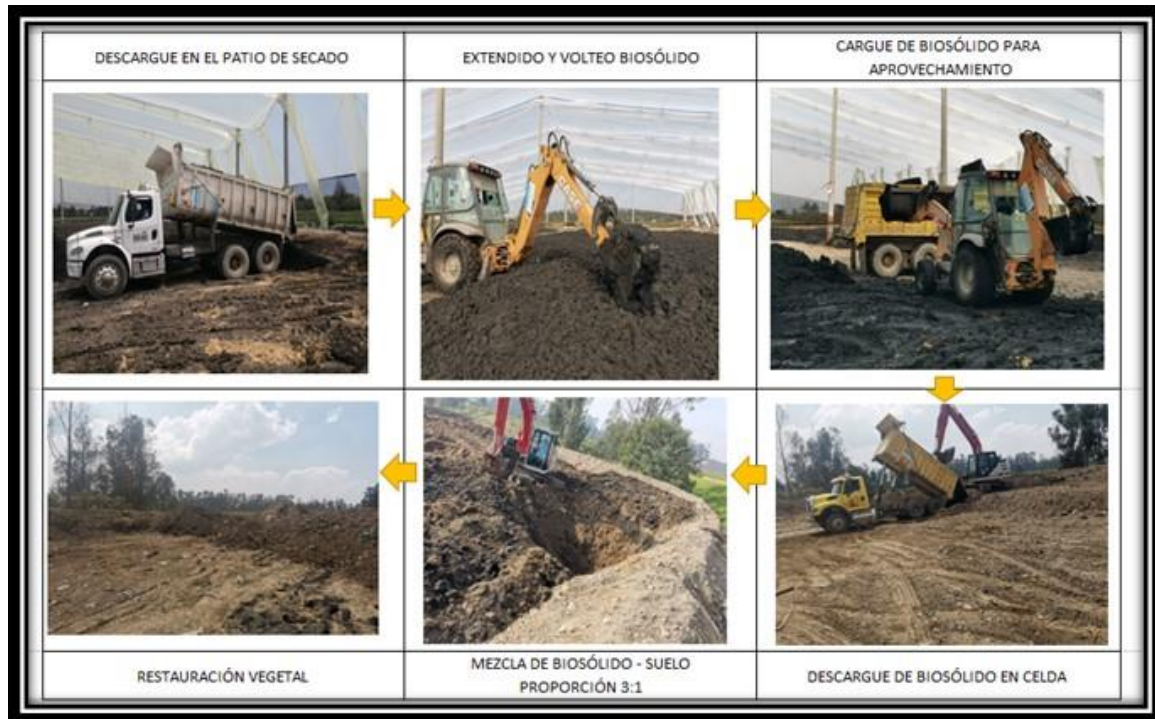 DESCARGUE EN EL PATIO DE SECADO
EXTENDIDO Y VOLTEO BIOSÓLIDO
CARGUE DE BIOSÓLIDO PARA
APROVECHAMIENTO
CASE
RESTAURACIÓN VEGETAL
MEZCLA DE BIOSÓLIDO - SUELO
PROPORCIÓN 3:1
DESCARGUE DE BIOSÓLIDO EN CELDA